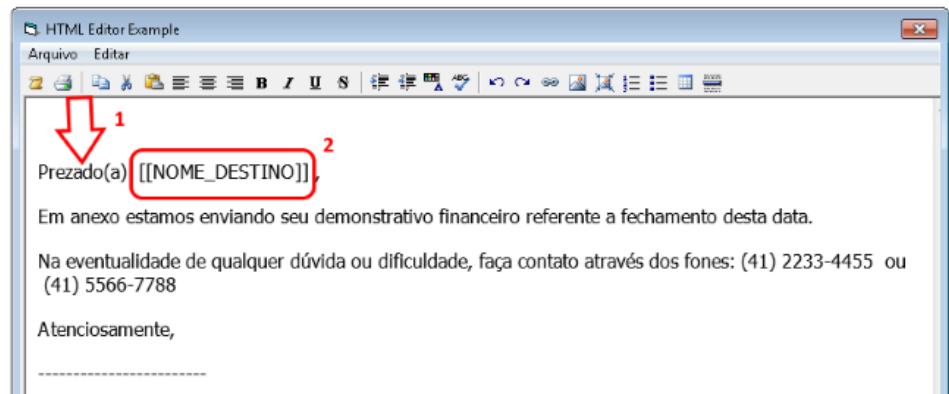 HTML Editor Example
Arquivo Editar
1
2
Prezado(a) [[NOME_DESTINO]] ,
Em anexo estamos enviando seu demonstrativo financeiro referente a fechamento desta data.
Na eventualidade de qualquer dúvida ou dificuldade, faça contato através dos fones: (41) 2233-4455 ou
(41) 5566-7788
Atenciosamente,
------------------------